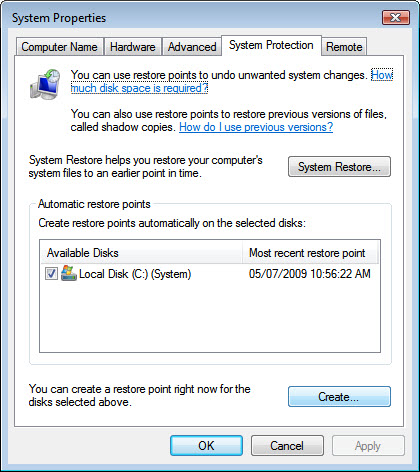 System Properties
Computer Name Hardware Advanced System Protection Remote
You can use restore points to undo unwanted system changes. How
much disk space is required?
You can also use restore points to restore previous versions of files,
called shadow copies. How do I use previous versions?
System Restore helps you restore your computer's
system files to an earlier point in time.
System Restore...
Automatic restore points
Create restore points automatically on the selected disks:
Available Disks Most recent restore point
Local Disk (C:) (System) 05/07/2009 10:56:22 AM
You can create a restore point right now for the
disks selected above.
Create...
OK Cancel Apply